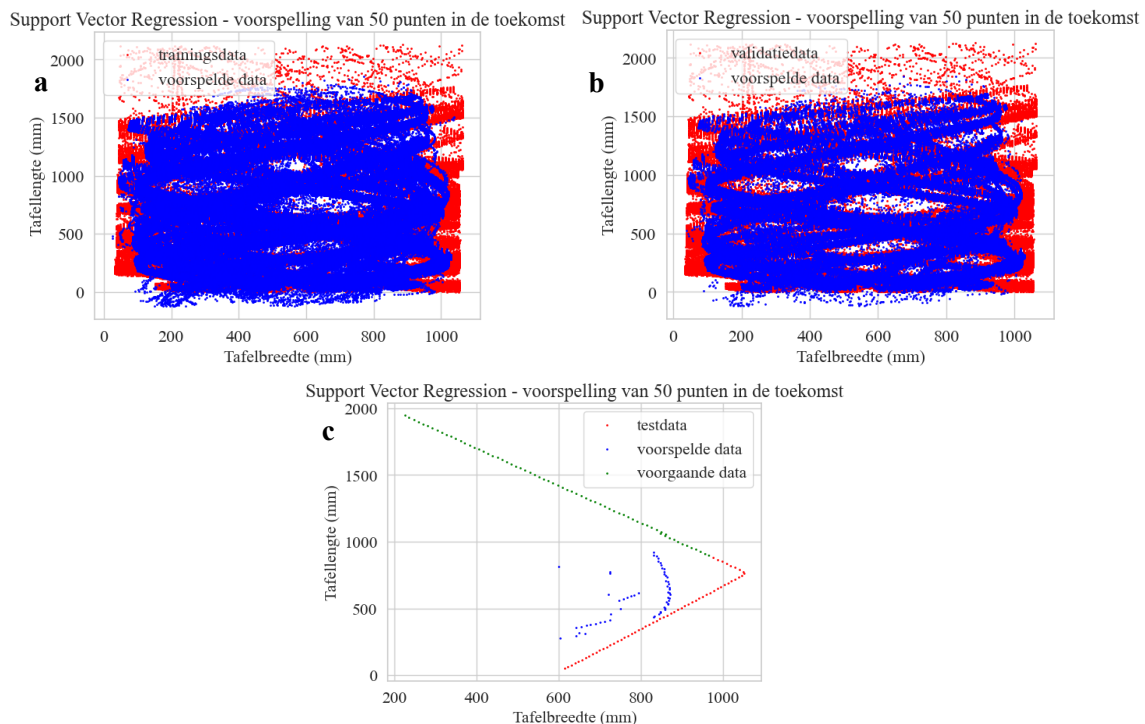 Support Vector Regression - voorspelling van 50 punten in de toekomst
a
trainingsdata
voorspelde data
2000
1500
1000
500
0
Tafellengte (mm)
0 200 400 600 800 1000
Tafelbreedte (mm)
Support Vector Regression - voorspelling van 50 punten in de toekomst
b
validatiedata
voorspelde data
2000
1500
1000
500
0
Tafellengte (mm)
0 200 400 600 800 1000
Tafelbreedte (mm)
Support Vector Regression - voorspelling van 50 punten in de toekomst
c
testdata
voorspelde data
voorgaande data
2000
1500
1000
500
0
Tafellengte (mm)
200 400 600 800 1000
Tafelbreedte (mm)